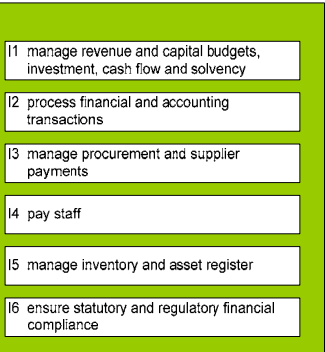 I1 manage revenue and capital budgets,
investment, cash flow and solvency
I2 process financial and accounting
transactions
I3 manage procurement and supplier
payments
I4 pay staff
I5 manage inventory and asset register
I6 ensure statutory and regulatory financial
compliance